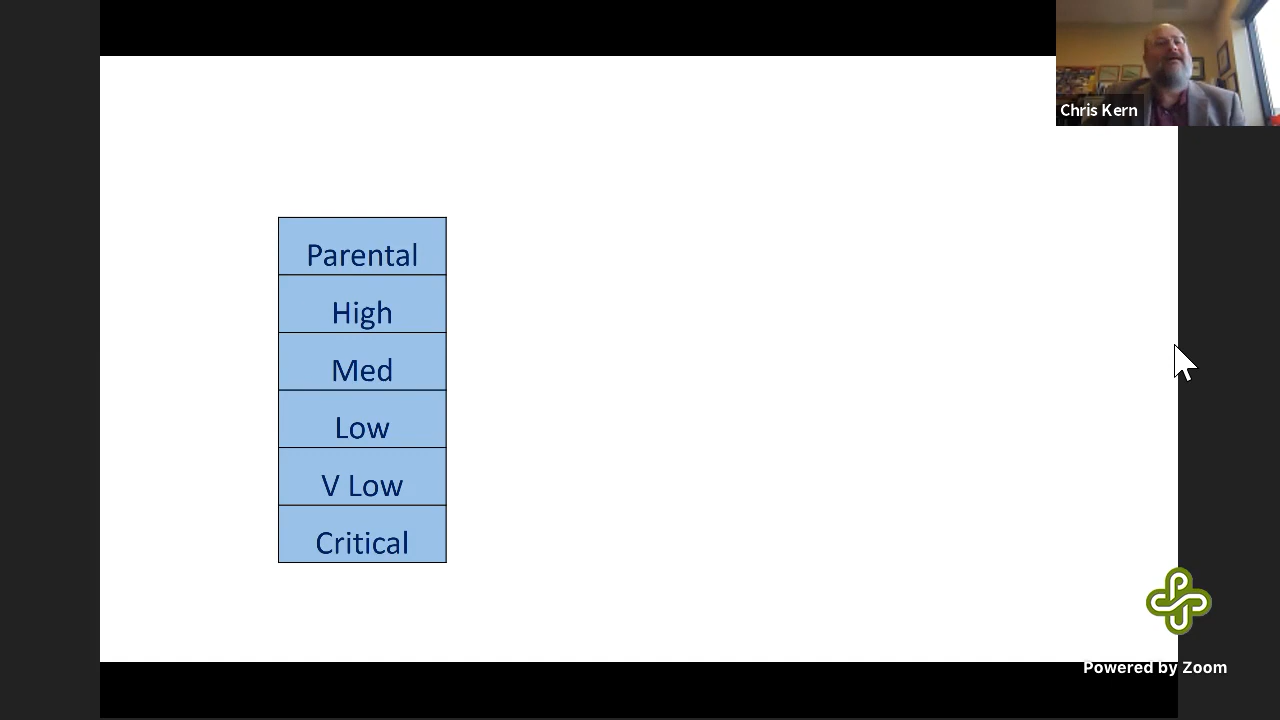 Chris Kern
Parental
High
Med
Low
V Low
Critical
Powered by Zoom